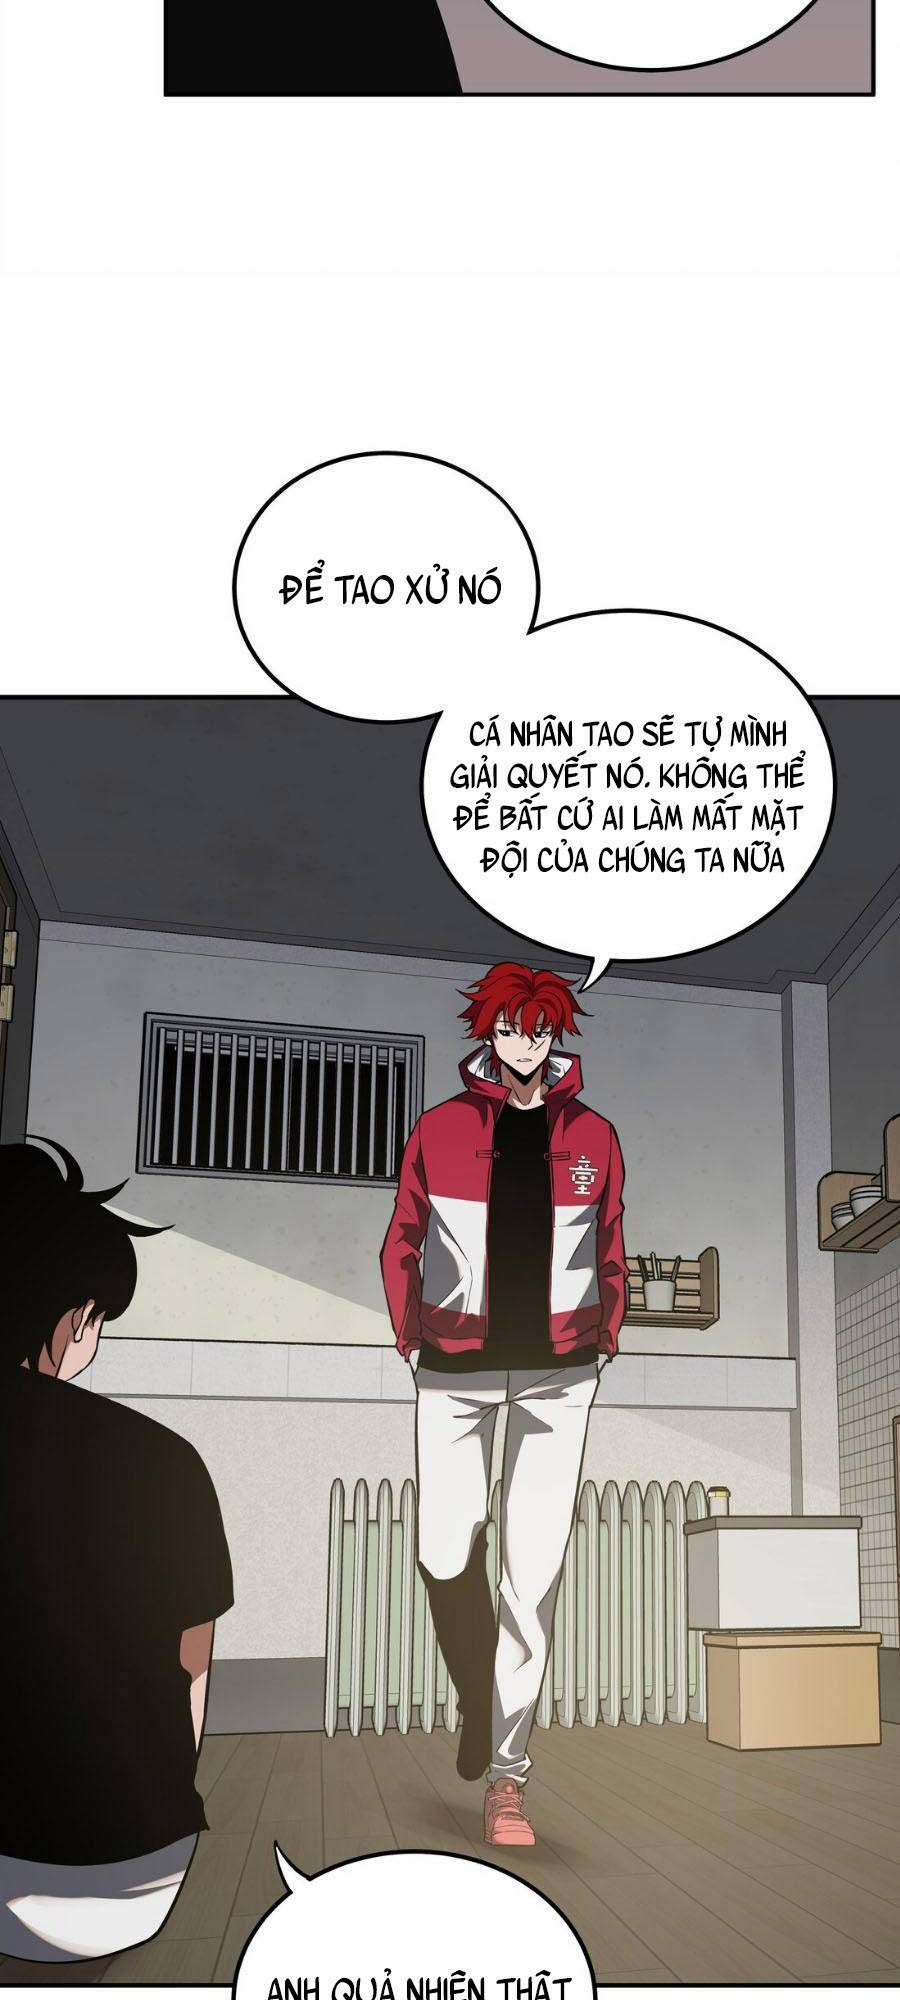 ĐỂ TAO XỬ NÓ
CÁ NHÂN TAO SẼ TỰ MÌNH
GIẢI QUYẾT NÓ. KHÔNG THỂ
ĐỂ BẤT CỨ AI LÀM MẤT MẶT
ĐỘI CỦA CHÚNG TA NỮA
童
ANH QUẢ NHIÊN THẬT